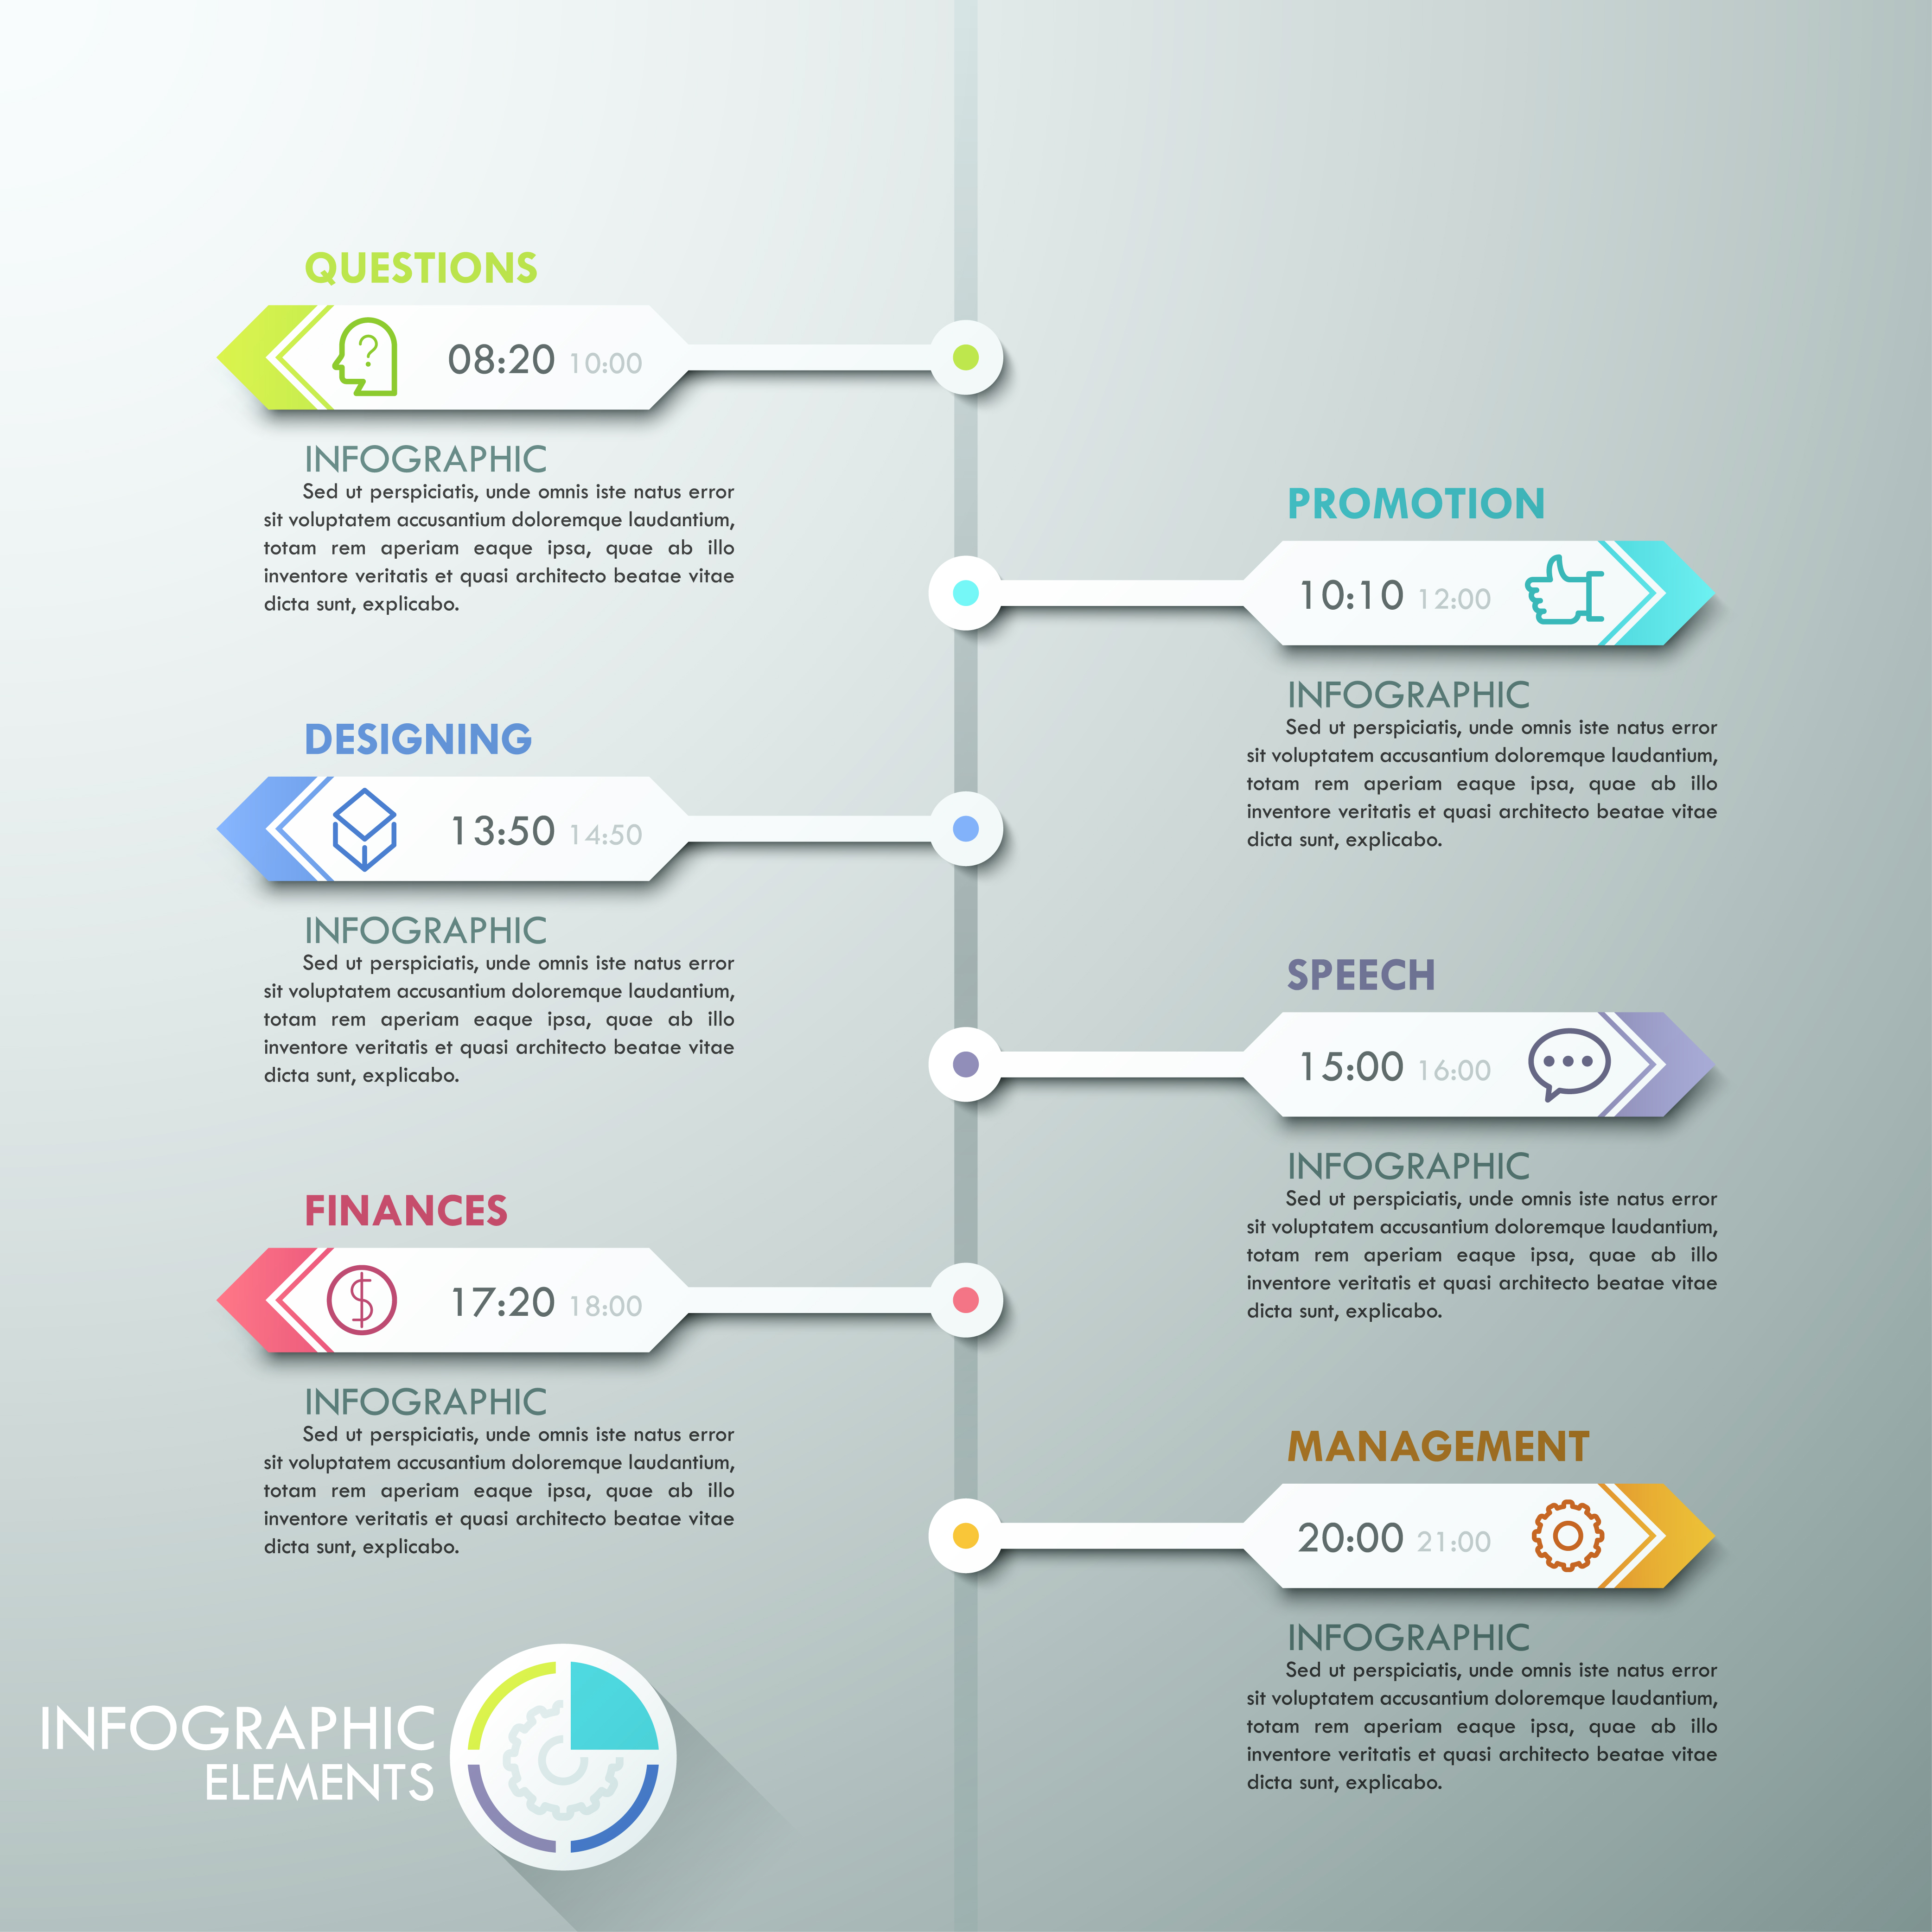 QUESTIONS
08:20 10:00
INFOGRAPHIC
Sed ut perspiciatis, unde omnis iste natus error
sit voluptatem accusantium doloremque laudantium,
totam rem aperiam eaque ipsa, quae ab illo
inventore veritatis et quasi architecto beatae vitae
dicta sunt, explicabo.
PROMOTION
10:10 12:00
INFOGRAPHIC
Sed ut perspiciatis, unde omnis iste natus error
sit voluptatem accusantium doloremque laudantium,
totam rem aperiam eaque ipsa, quae ab illo
inventore veritatis et quasi architecto beatae vitae
dicta sunt, explicabo.
DESIGNING
13:50 14:50
INFOGRAPHIC
Sed ut perspiciatis, unde omnis iste natus error
sit voluptatem accusantium doloremque laudantium,
totam rem aperiam eaque ipsa, quae ab illo
inventore veritatis et quasi architecto beatae vitae
dicta sunt, explicabo.
SPEECH
15:00 16:00
INFOGRAPHIC
Sed ut perspiciatis, unde omnis iste natus error
sit voluptatem accusantium doloremque laudantium,
totam rem aperiam eaque ipsa, quae ab illo
inventore veritatis et quasi architecto beatae vitae
dicta sunt, explicabo.
FINANCES
$ 17:20 18:00
INFOGRAPHIC
Sed ut perspiciatis, unde omnis iste natus error
sit voluptatem accusantium doloremque laudantium,
totam rem aperiam eaque ipsa, quae ab illo
inventore veritatis et quasi architecto beatae vitae
dicta sunt, explicabo.
MANAGEMENT
20:00 21:00
INFOGRAPHIC
Sed ut perspiciatis, unde omnis iste natus error
sit voluptatem accusantium doloremque laudantium,
totam rem aperiam eaque ipsa, quae ab illo
inventore veritatis et quasi architecto beatae vitae
dicta sunt, explicabo.
INFOGRAPHIC
ELEMENTS